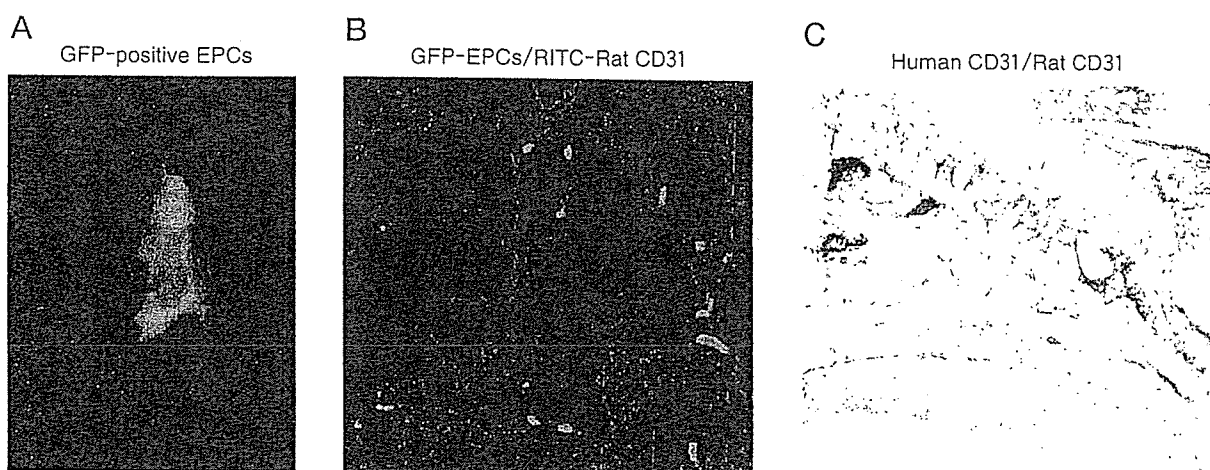 A
GFP-positive EPCs
B
GFP-EPCs/RITC-Rat CD31
C
Human CD31/Rat CD31